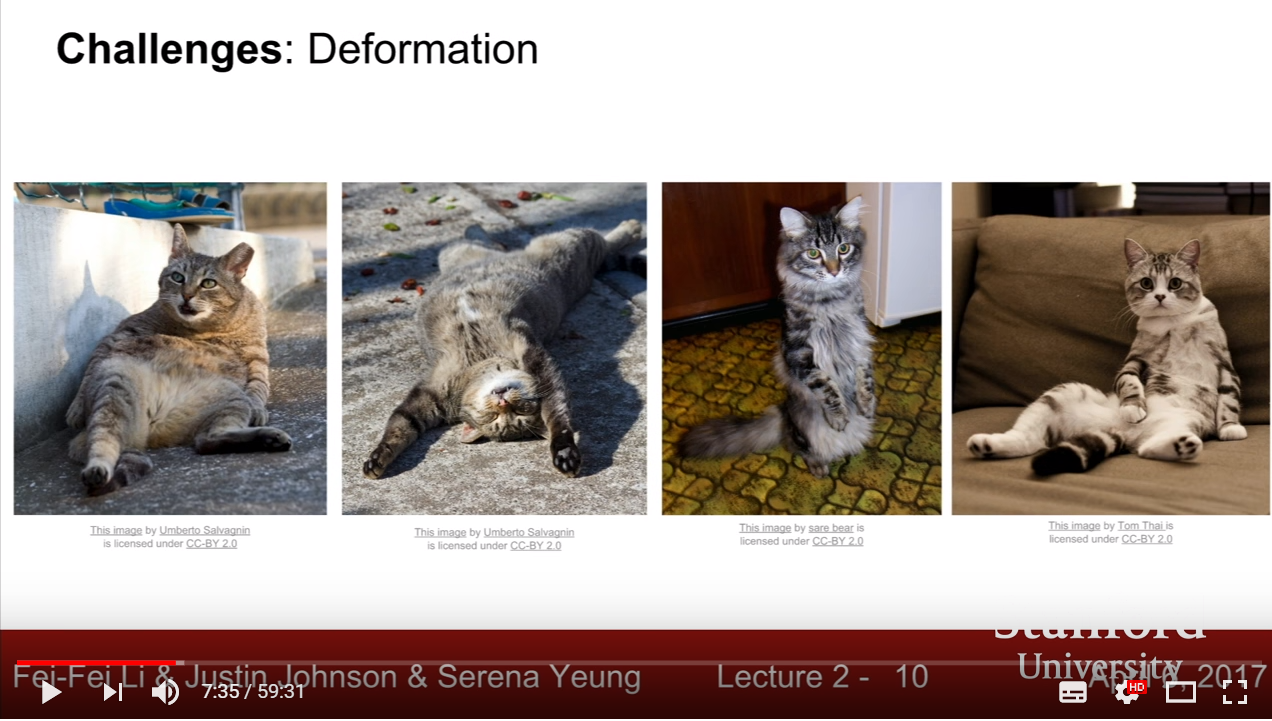 Challenges: Deformation
This image by Umberto Salvagnin
is licensed under CC-BY 2.0
This image by Umberto Salvagnin
is licensed under CC-BY 2.0
This image by sare bear is
licensed under CC-BY 2.0
This image by Tom Thai is
licensed under CC-BY 2.0
Stanford
University
Fei-Fei Li & Justin Johnson & Serena Yeung
Lecture 2 - 10
2017
7:35 / 59:31
HD